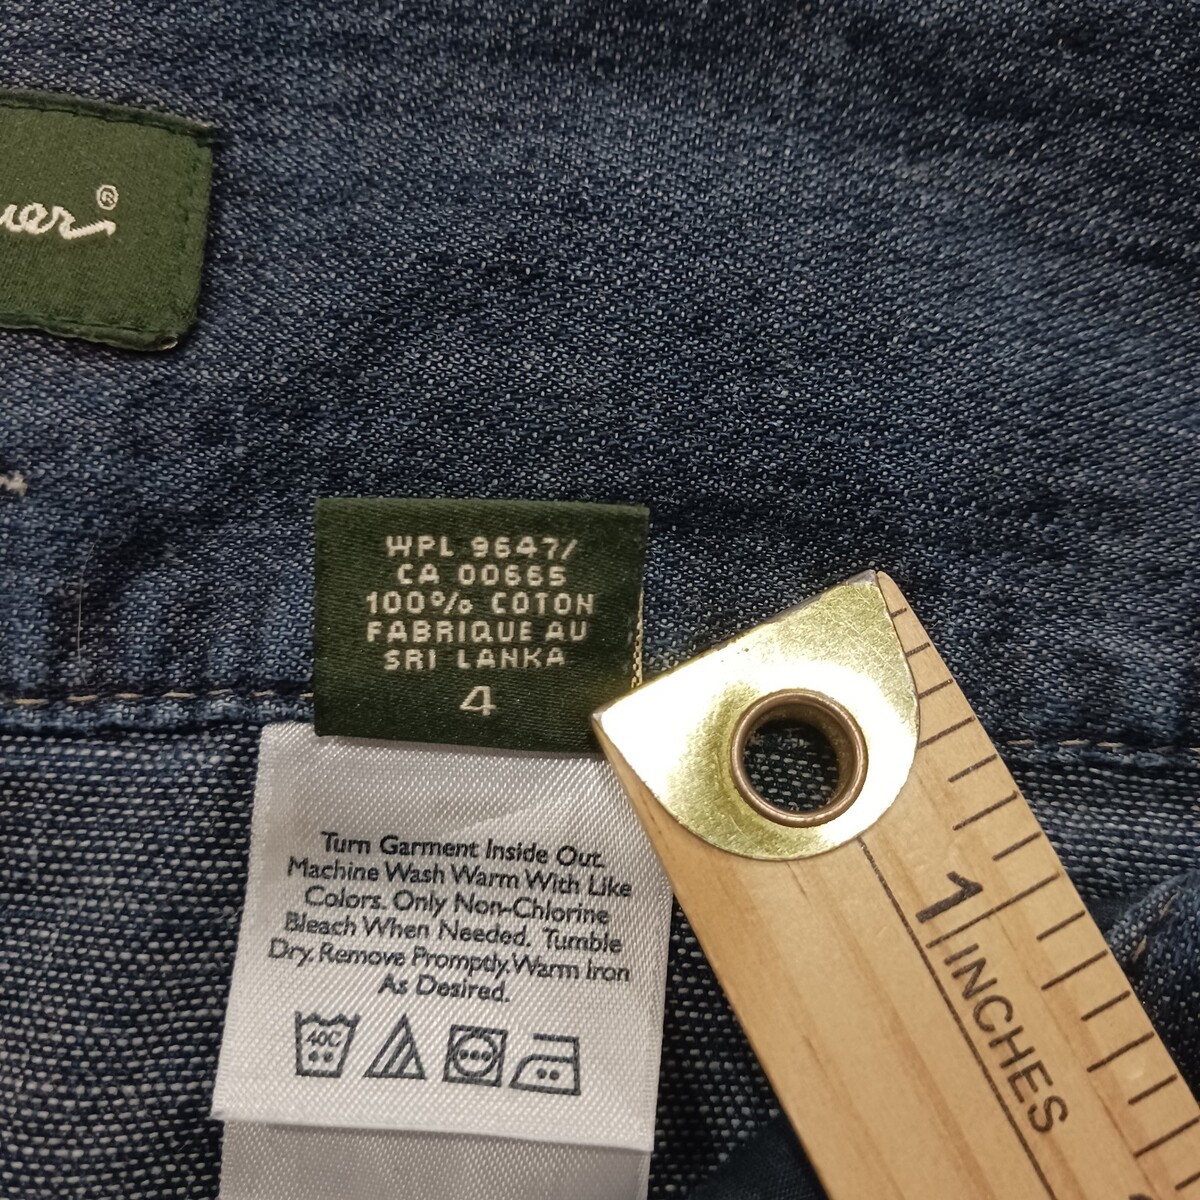 ®
WPL 9647/
CA 00665
100% COTON
FABRIQUE AU
SRI LANKA
4
Turn Garment Inside Out.
Machine Wash Warm With Like
Colors. Only Non-Chlorine
Bleach When Needed. Tumble
Dry. Remove Promptly. Warm Iron
As Desired.
40C
1
INCHES